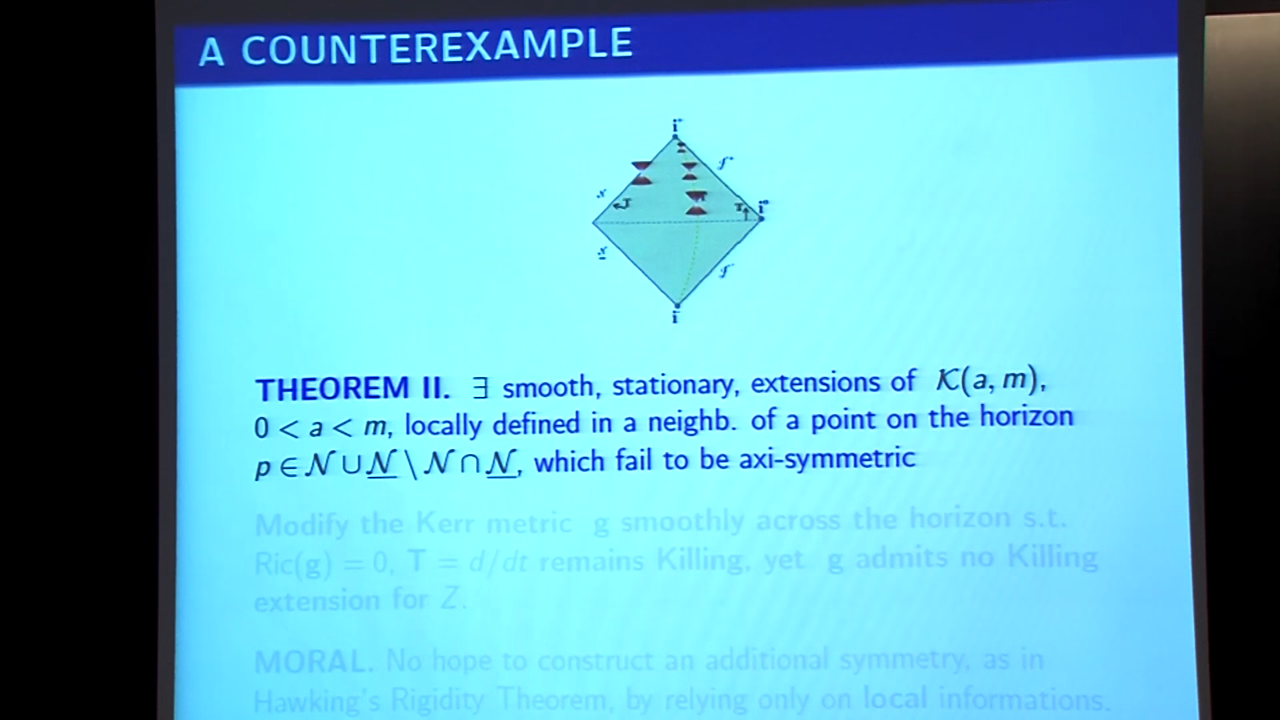 A COUNTEREXAMPLE
THEOREM II. ∃ smooth, stationary, extensions of 𝒦(a, m),
0 < a < m, locally defined in a neighb. of a point on the horizon
p ∈ 𝒩 ∪ <u>𝒩</u> \ 𝒩 ∩ <u>𝒩</u>, which fail to be axi-symmetric
Modify the Kerr metric g smoothly across the horizon s.t.
Ric(g) = 0, T = d/dt remains Killing, yet g admits no Killing
extension for Z.
MORAL. No hope to construct an additional symmetry, as in
Hawking's Rigidity Theorem, by relying only on local informations.